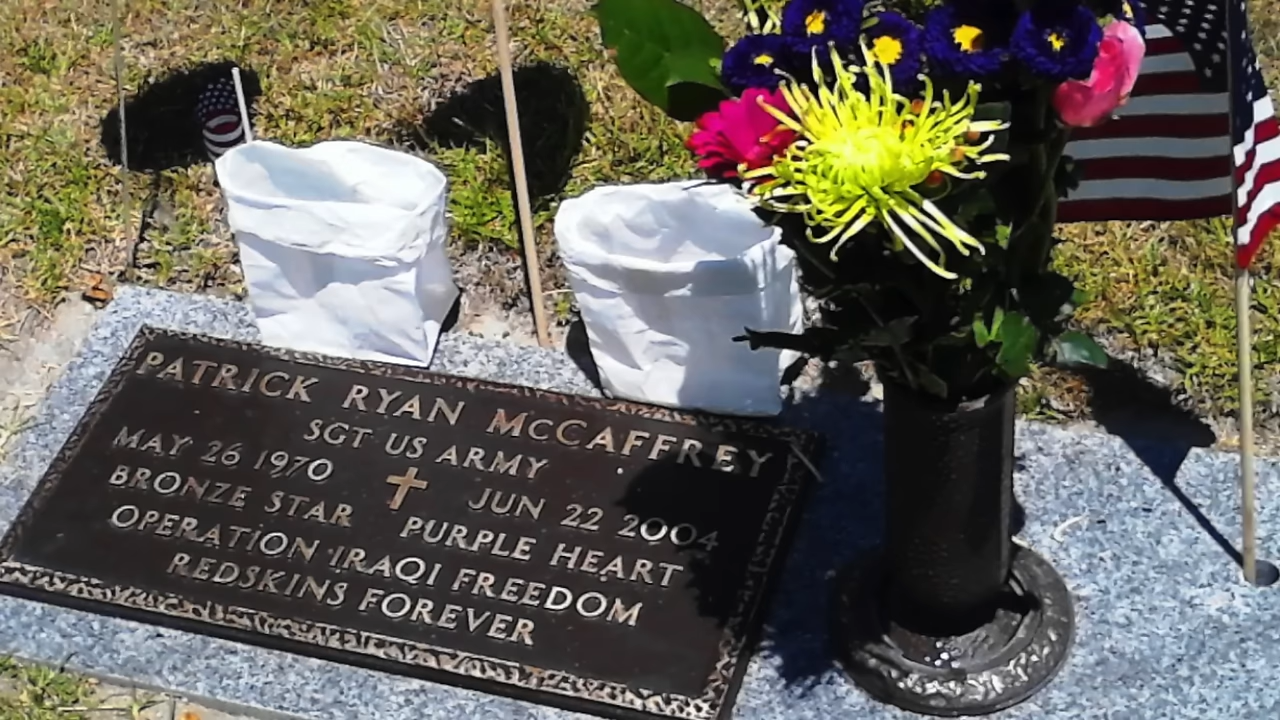 PATRICK RYAN McCAFFREY
SGT US ARMY
MAY 26 1970 JUN 22 2004
BRONZE STAR PURPLE HEART
OPERATION IRAQI FREEDOM
REDSKINS FOREVER